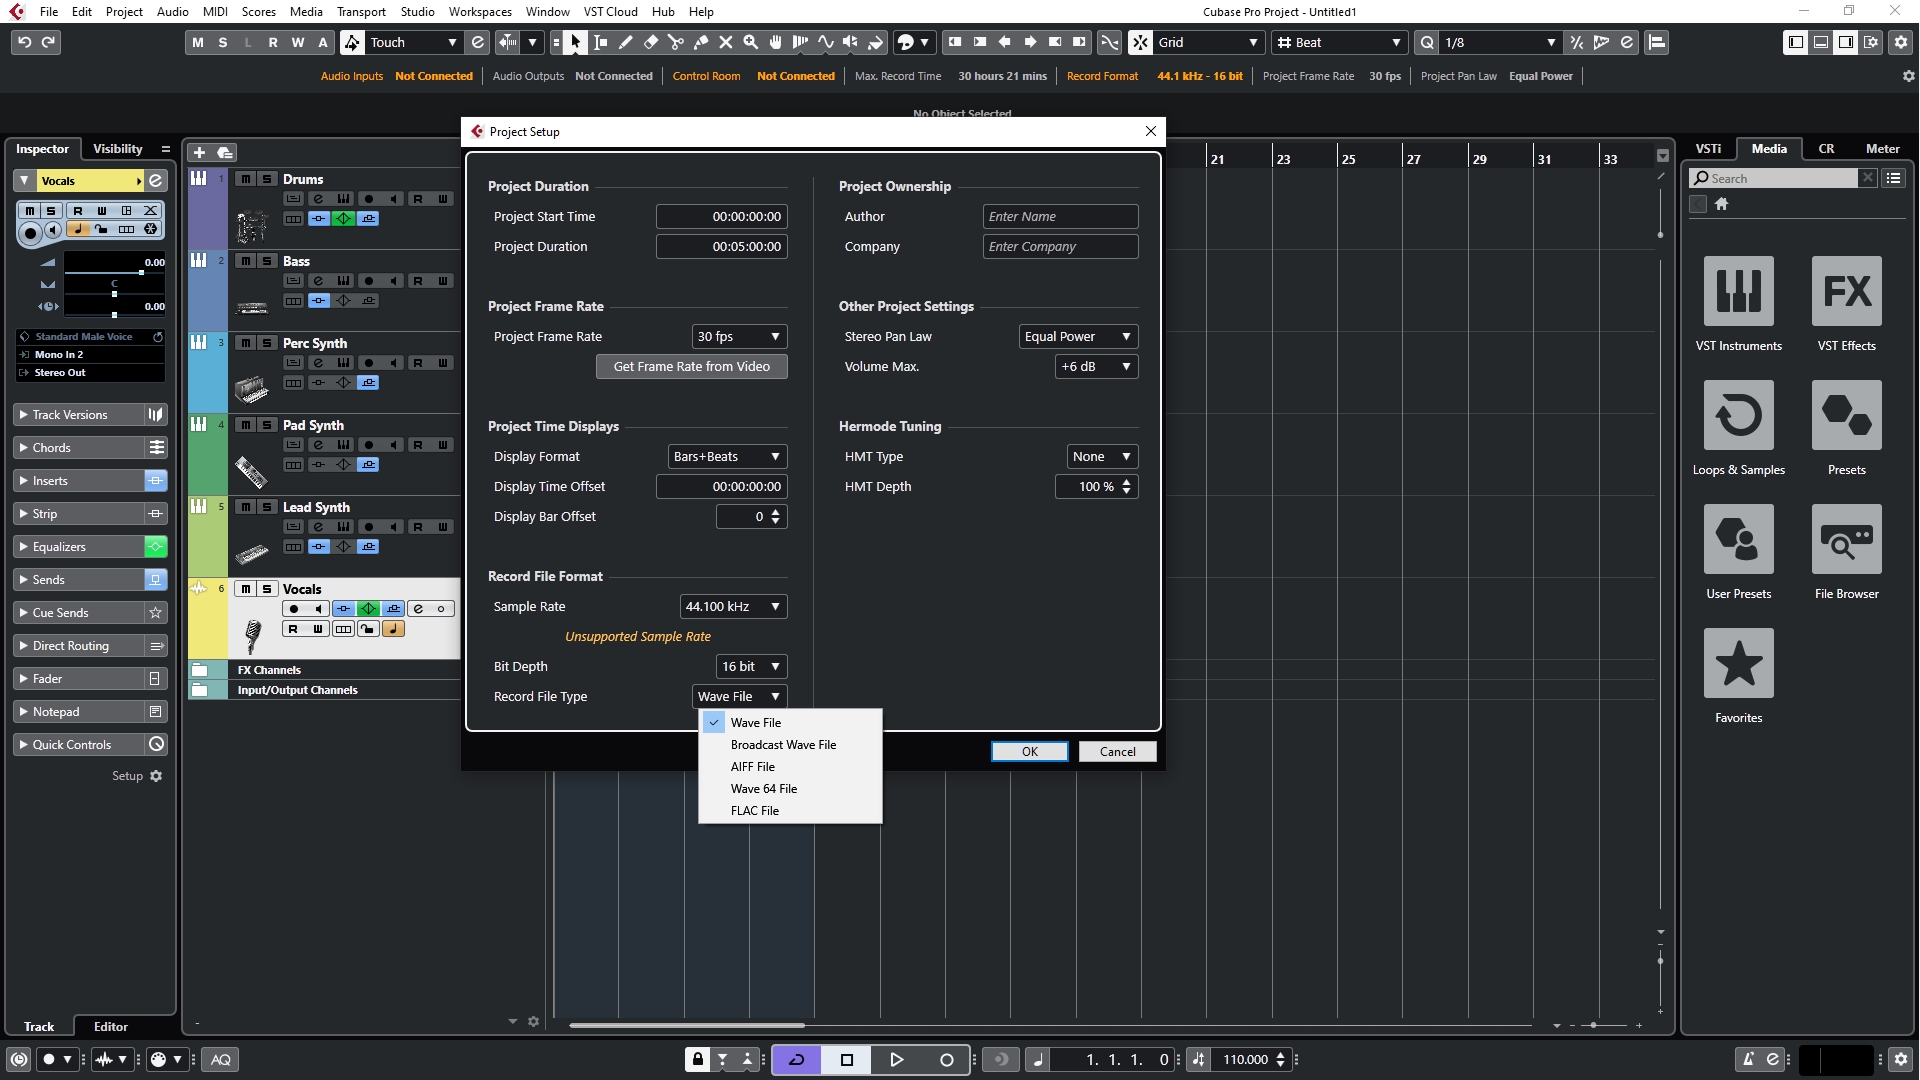 File Edit Project Audio MIDI Scores Media Transport Studio Workspaces Window VST Cloud Hub Help
Cubase Pro Project - Untitled1
M S L R W A Touch Grid Beat Q 1/8
Audio Inputs Not Connected Audio Outputs Not Connected Control Room Not Connected Max. Record Time 30 hours 21 mins Record Format 44.1 kHz - 16 bit Project Frame Rate 30 fps Project Pan Law Equal Power
No Object Selected
Inspector Visibility
Vocals
0.00
C
0.00
Standard Male Voice
Mono In 2
Stereo Out
Track Versions
Chords
Inserts
Strip
Equalizers
Sends
Cue Sends
Direct Routing
Fader
Notepad
Quick Controls
Setup
Track Editor
1 m S Drums
R W
2 m S Bass
R W
3 m S Perc Synth
R W
4 m S Pad Synth
R W
5 m S Lead Synth
R W
6 m S Vocals
R W
FX Channels
Input/Output Channels
21 23 25 27 29 31 33
Project Setup
Project Duration
Project Start Time 00:00:00:00
Project Duration 00:05:00:00
Project Frame Rate
Project Frame Rate 30 fps
Get Frame Rate from Video
Project Time Displays
Display Format Bars+Beats
Display Time Offset 00:00:00:00
Display Bar Offset 0
Record File Format
Sample Rate 44.100 kHz
Unsupported Sample Rate
Bit Depth 16 bit
Record File Type Wave File
Wave File
Broadcast Wave File
AIFF File
Wave 64 File
FLAC File
Project Ownership
Author Enter Name
Company Enter Company
Other Project Settings
Stereo Pan Law Equal Power
Volume Max. +6 dB
Hermode Tuning
HMT Type None
HMT Depth 100 %
OK Cancel
VSTi Media CR Meter
Search
VST Instruments VST Effects
FX
Loops & Samples Presets
User Presets File Browser
Favorites
AQ
1. 1. 1. 0
110.000